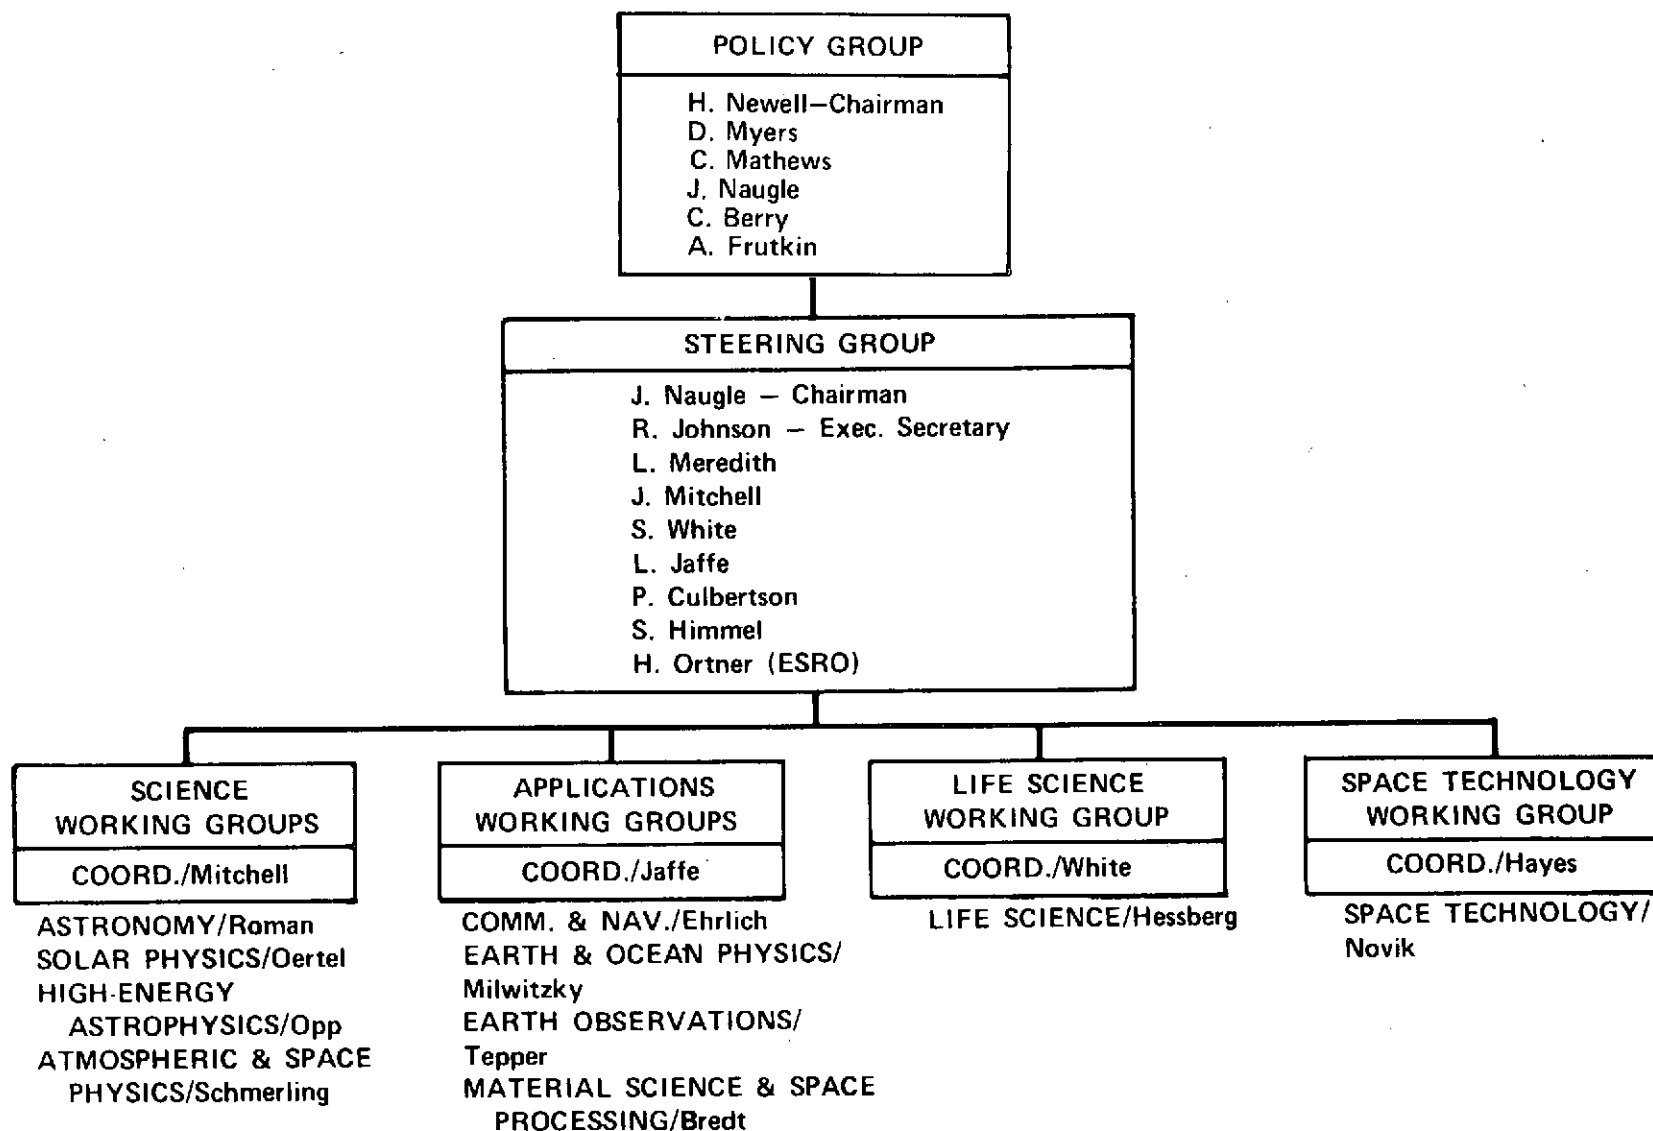 POLICY GROUP
H. Newell—Chairman
D. Myers
C. Mathews
J. Naugle
C. Berry
A. Frutkin
STEERING GROUP
J. Naugle — Chairman
R. Johnson — Exec. Secretary
L. Meredith
J. Mitchell
S. White
L. Jaffe
P. Culbertson
S. Himmel
H. Ortner (ESRO)
SCIENCE
WORKING GROUPS
COORD./Mitchell
ASTRONOMY/Roman
SOLAR PHYSICS/Oertel
HIGH-ENERGY
ASTROPHYSICS/Opp
ATMOSPHERIC & SPACE
PHYSICS/Schmerling
APPLICATIONS
WORKING GROUPS
COORD./Jaffe
COMM. & NAV./Ehrlich
EARTH & OCEAN PHYSICS/
Milwitzky
EARTH OBSERVATIONS/
Tepper
MATERIAL SCIENCE & SPACE
PROCESSING/Bredt
LIFE SCIENCE
WORKING GROUP
COORD./White
LIFE SCIENCE/Hessberg
SPACE TECHNOLOGY
WORKING GROUP
COORD./Hayes
SPACE TECHNOLOGY/
Novik